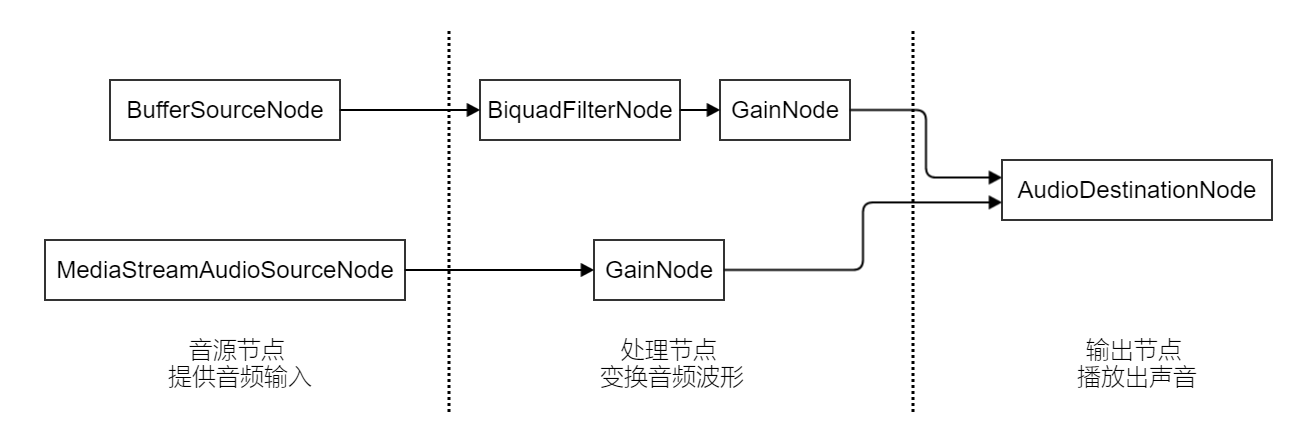 BufferSourceNode
BiquadFilterNode
GainNode
AudioDestinationNode
MediaStreamAudioSourceNode
GainNode
音源节点
提供音频输入
处理节点
变换音频波形
输出节点
播放出声音